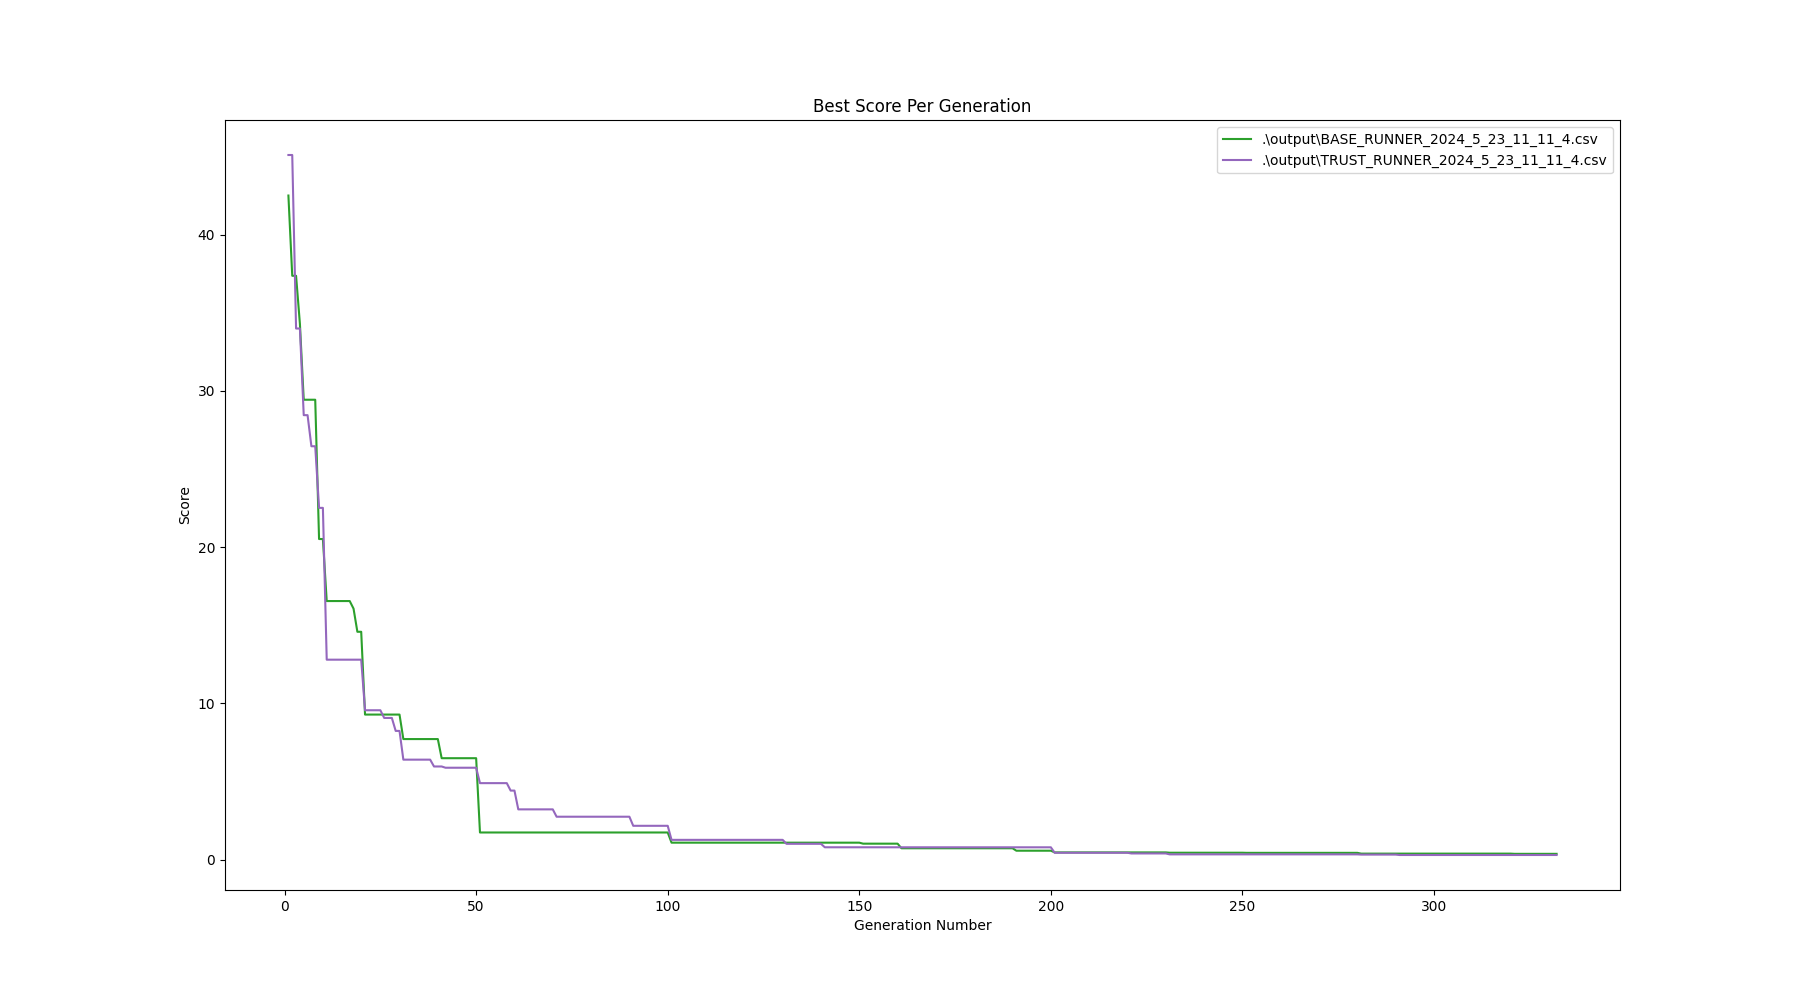 Best Score Per Generation
.\output\BASE_RUNNER_2024_5_23_11_11_4.csv
.\output\TRUST_RUNNER_2024_5_23_11_11_4.csv
40
30
20
10
0
Score
0 50 100 150 200 250 300
Generation Number